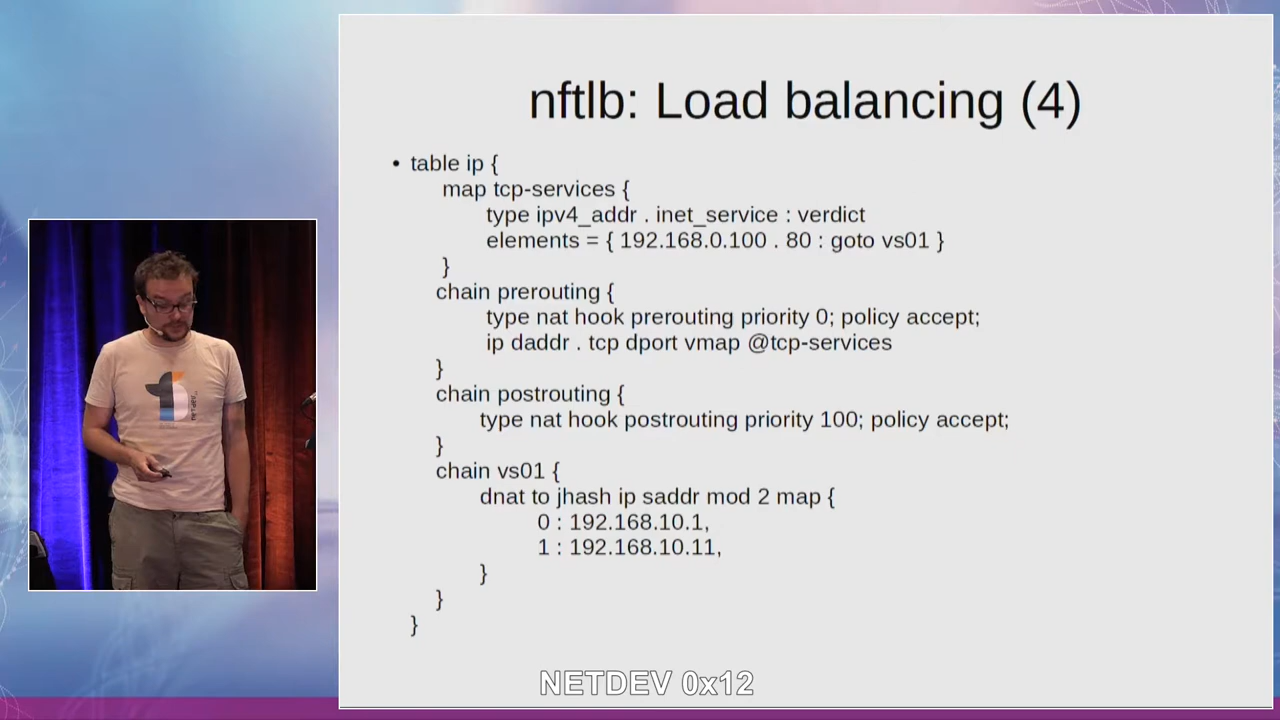 nftlb: Load balancing (4)
• table ip {
map tcp-services {
type ipv4_addr . inet_service : verdict
elements = { 192.168.0.100 . 80 : goto vs01 }
}
chain prerouting {
type nat hook prerouting priority 0; policy accept;
ip daddr . tcp dport vmap @tcp-services
}
chain postrouting {
type nat hook postrouting priority 100; policy accept;
}
chain vs01 {
dnat to jhash ip saddr mod 2 map {
0 : 192.168.10.1,
1 : 192.168.10.11,
}
}
}
NETDEV 0x12